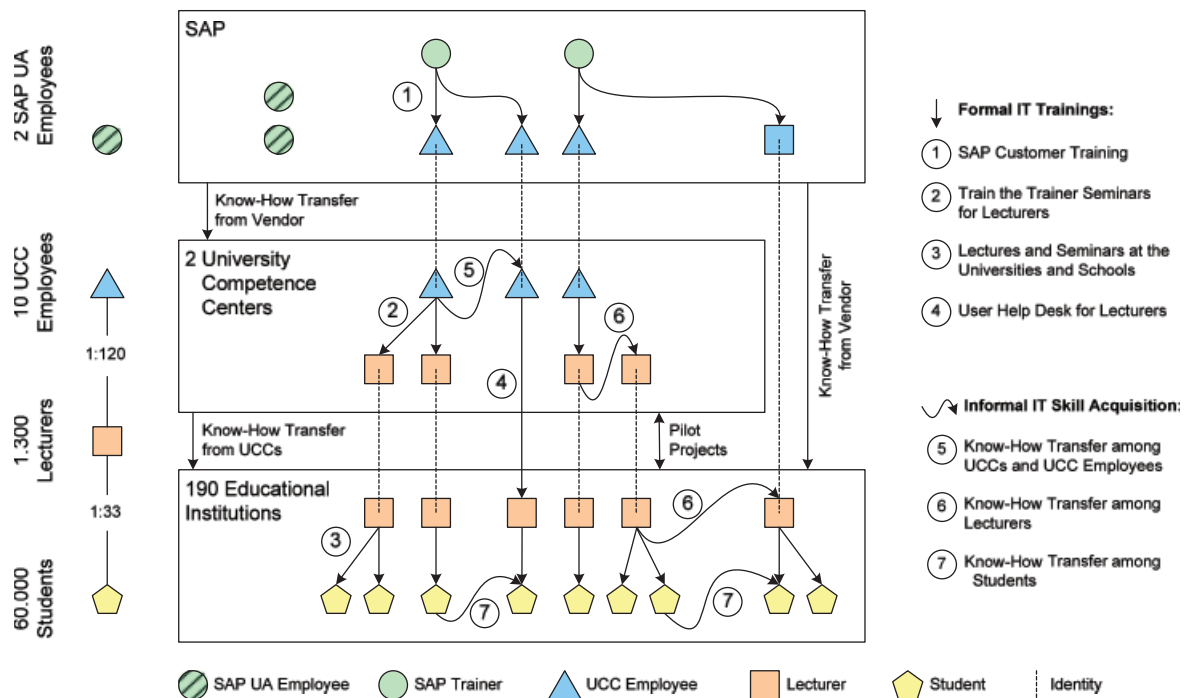 2 SAP UA
Employees
10 UCC
Employees
1:120
1.300
Lecturers
1:33
60.000
Students
SAP
1
Know-How Transfer
from Vendor
2 University
Competence
Centers
5
2
6
4
Know-How Transfer
from Vendor
Know-How Transfer
from UCCs
Pilot
Projects
190 Educational
Institutions
6
3
7
7
Formal IT Trainings:
1 SAP Customer Training
2 Train the Trainer Seminars
for Lecturers
3 Lectures and Seminars at the
Universities and Schools
4 User Help Desk for Lecturers
Informal IT Skill Acquisition:
5 Know-How Transfer among
UCCs and UCC Employees
6 Know-How Transfer among
Lecturers
7 Know-How Transfer among
Students
SAP UA Employee
SAP Trainer
UCC Employee
Lecturer
Student
Identity